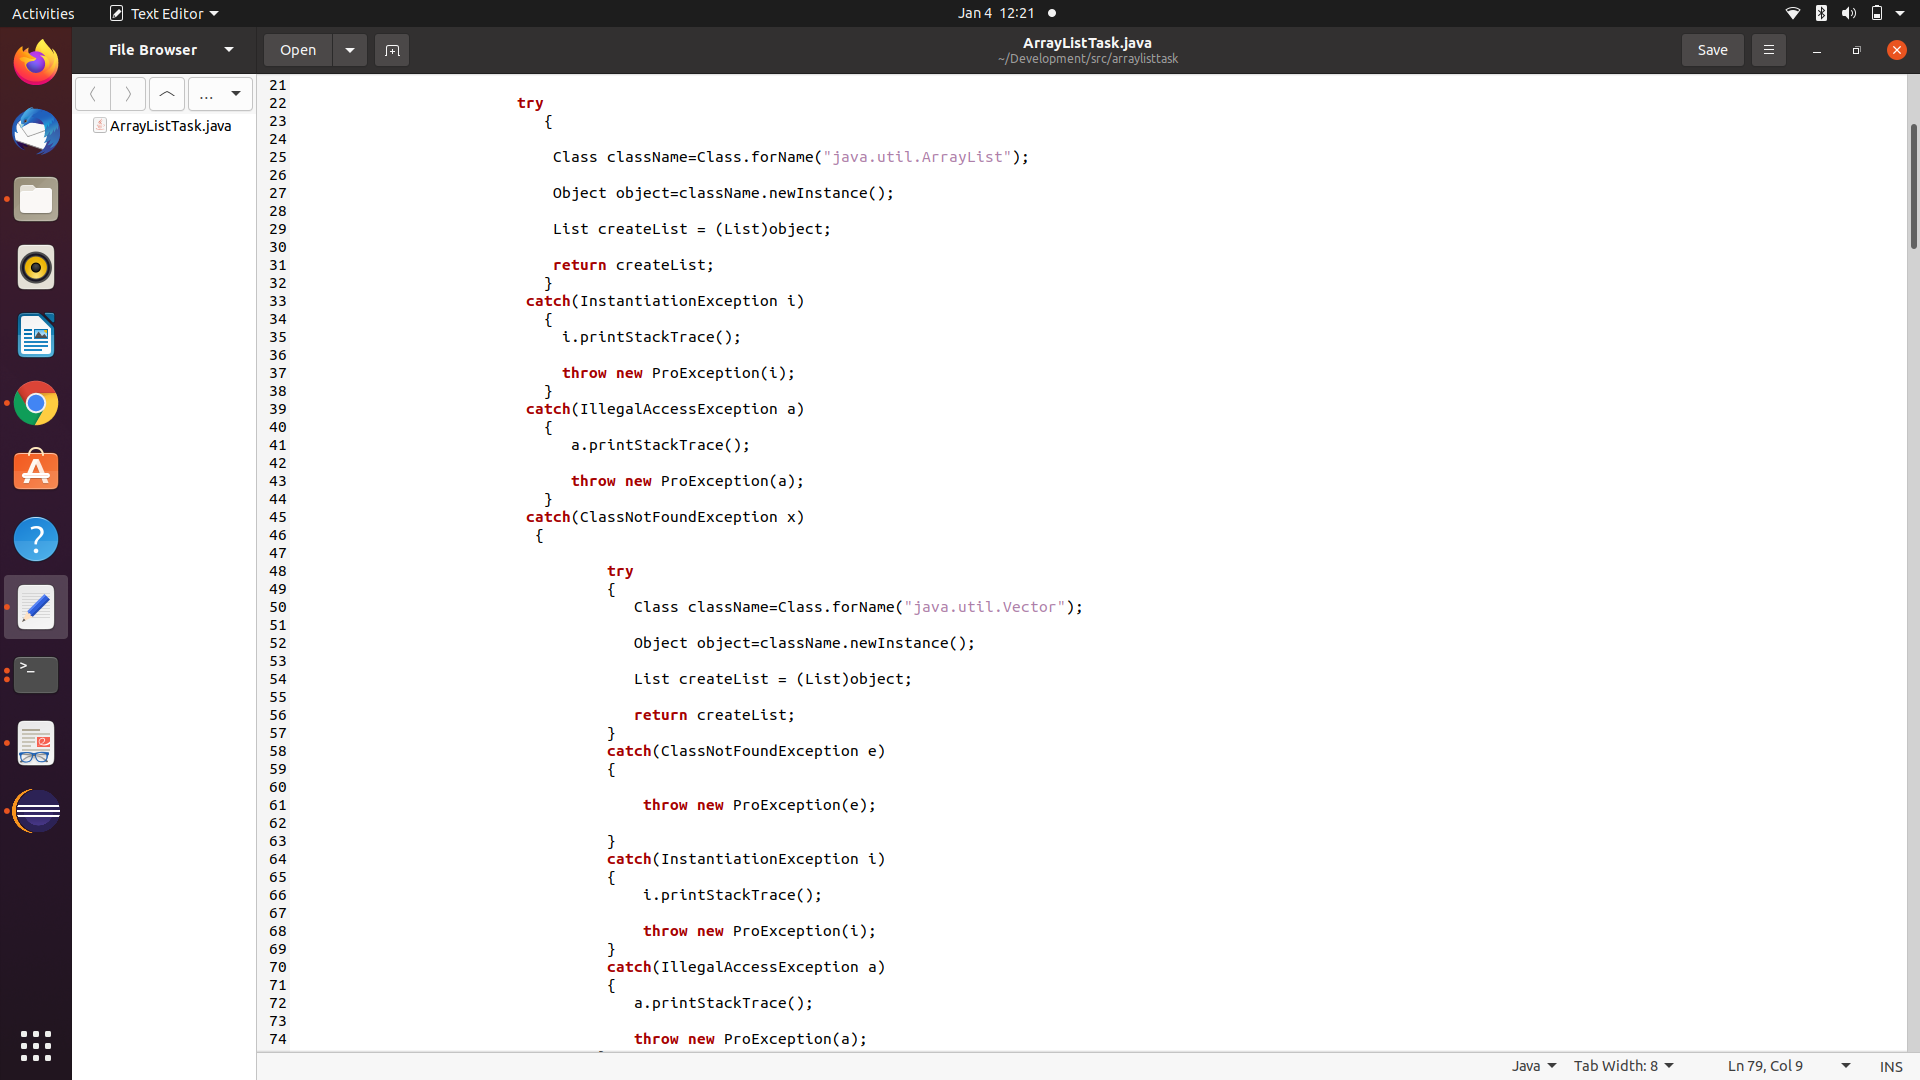 Activities Text Editor Jan 4 12:21
File Browser Open ArrayListTask.java Save
~/Development/src/arraylisttask
... 
ArrayListTask.java
21
22 try
23 {
24
25 Class className=Class.forName("java.util.ArrayList");
26
27 Object object=className.newInstance();
28
29 List createList = (List)object;
30
31 return createList;
32 }
33 catch(InstantiationException i)
34 {
35 i.printStackTrace();
36
37 throw new ProException(i);
38 }
39 catch(IllegalAccessException a)
40 {
41 a.printStackTrace();
42
43 throw new ProException(a);
44 }
45 catch(ClassNotFoundException x)
46 {
47
48 try
49 {
50 Class className=Class.forName("java.util.Vector");
51
52 Object object=className.newInstance();
53
54 List createList = (List)object;
55
56 return createList;
57 }
58 catch(ClassNotFoundException e)
59 {
60
61 throw new ProException(e);
62
63 }
64 catch(InstantiationException i)
65 {
66 i.printStackTrace();
67
68 throw new ProException(i);
69 }
70 catch(IllegalAccessException a)
71 {
72 a.printStackTrace();
73
74 throw new ProException(a);
Java Tab Width: 8 Ln 79, Col 9 INS